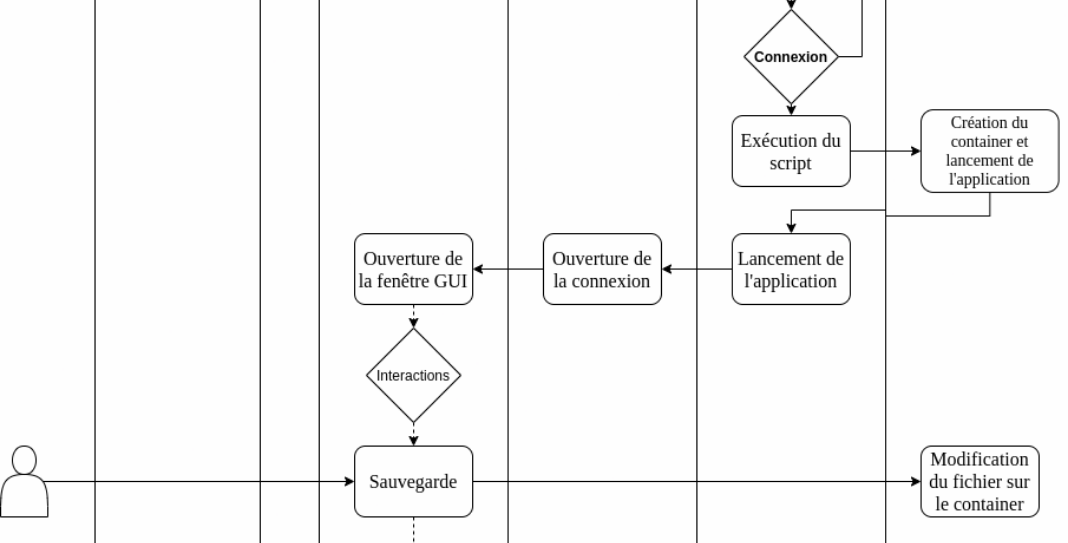 Connexion
Exécution du
script
Création du
container et
lancement de
l'application
Ouverture de
la fenêtre GUI
Ouverture de
la connexion
Lancement de
l'application
Interactions
Sauvegarde
Modification
du fichier sur
le container